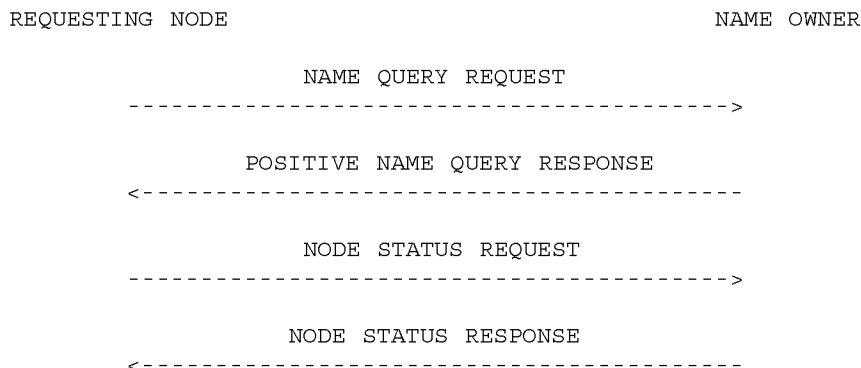 REQUESTING NODE NAME OWNER
NAME QUERY REQUEST
------------------------------------------>
POSITIVE NAME QUERY RESPONSE
<------------------------------------------
NODE STATUS REQUEST
------------------------------------------>
NODE STATUS RESPONSE
<------------------------------------------